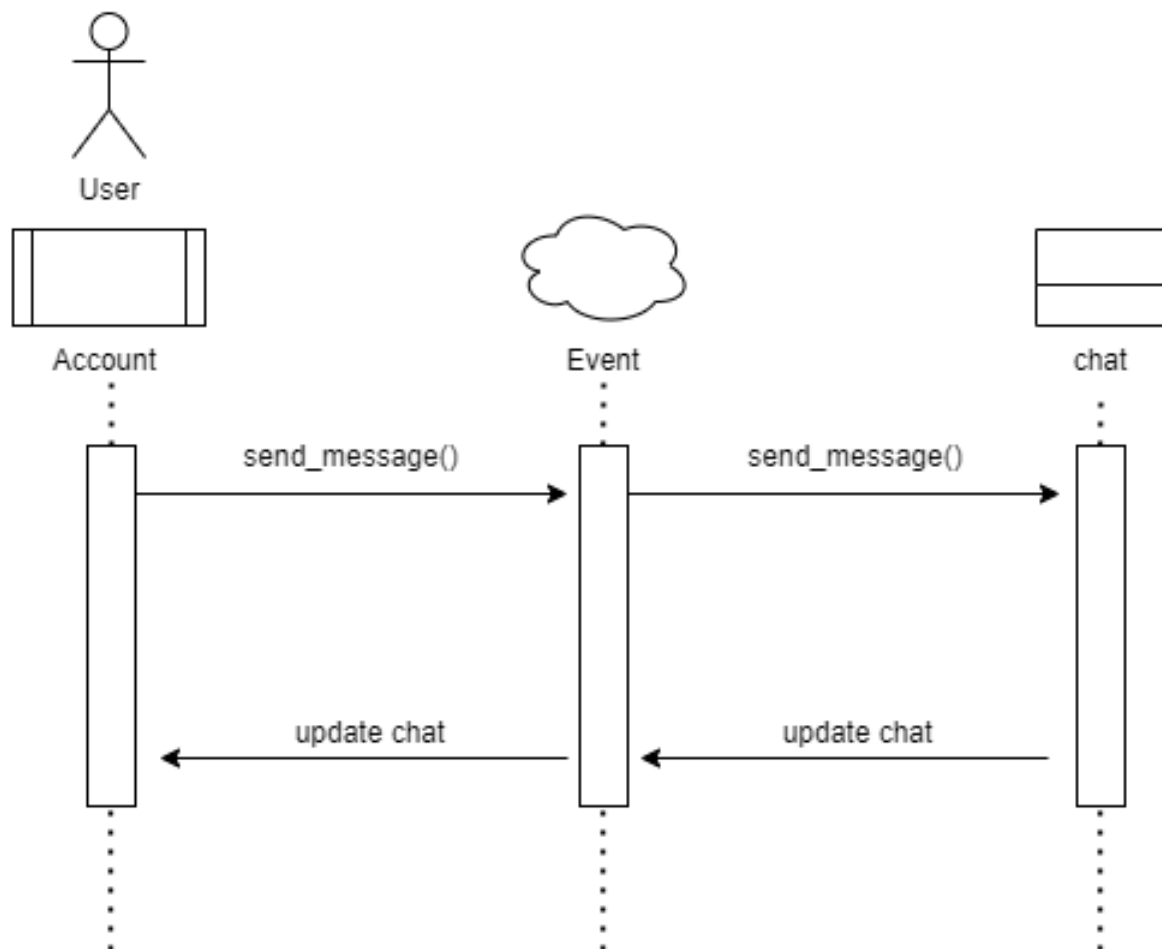 User
Account
Event
chat
send_message()
send_message()
update chat
update chat